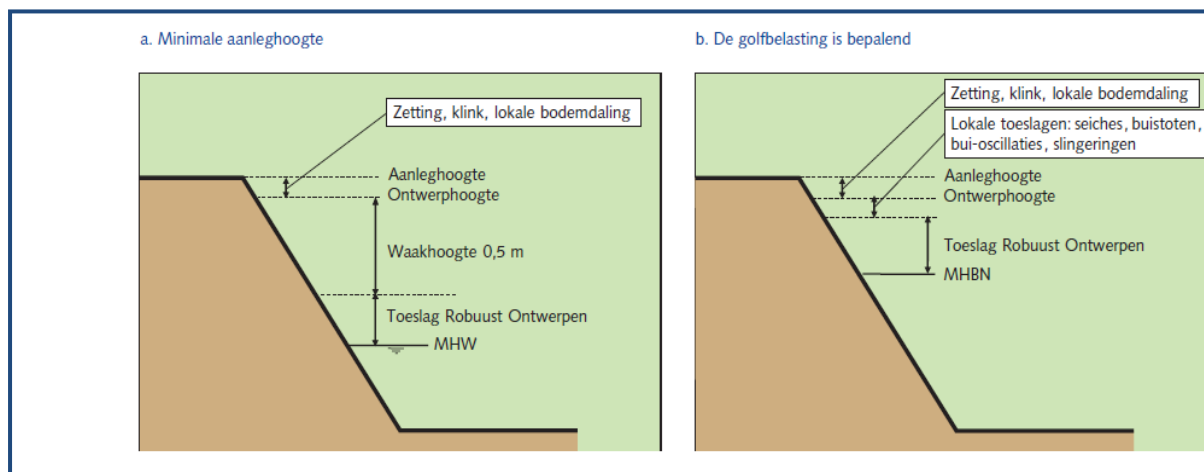 a. Minimale aanleghoogte
Zetting, klink, lokale bodemdaling
Aanleghoogte
Ontwerphoogte
Waakhoogte 0,5 m
Toeslag Robuust Ontwerpen
MHW
b. De golfbelasting is bepalend
Zetting, klink, lokale bodemdaling
Lokale toeslagen: seiches, buistoten,
bui-oscillaties, slingeringen
Aanleghoogte
Ontwerphoogte
Toeslag Robuust Ontwerpen
MHBN